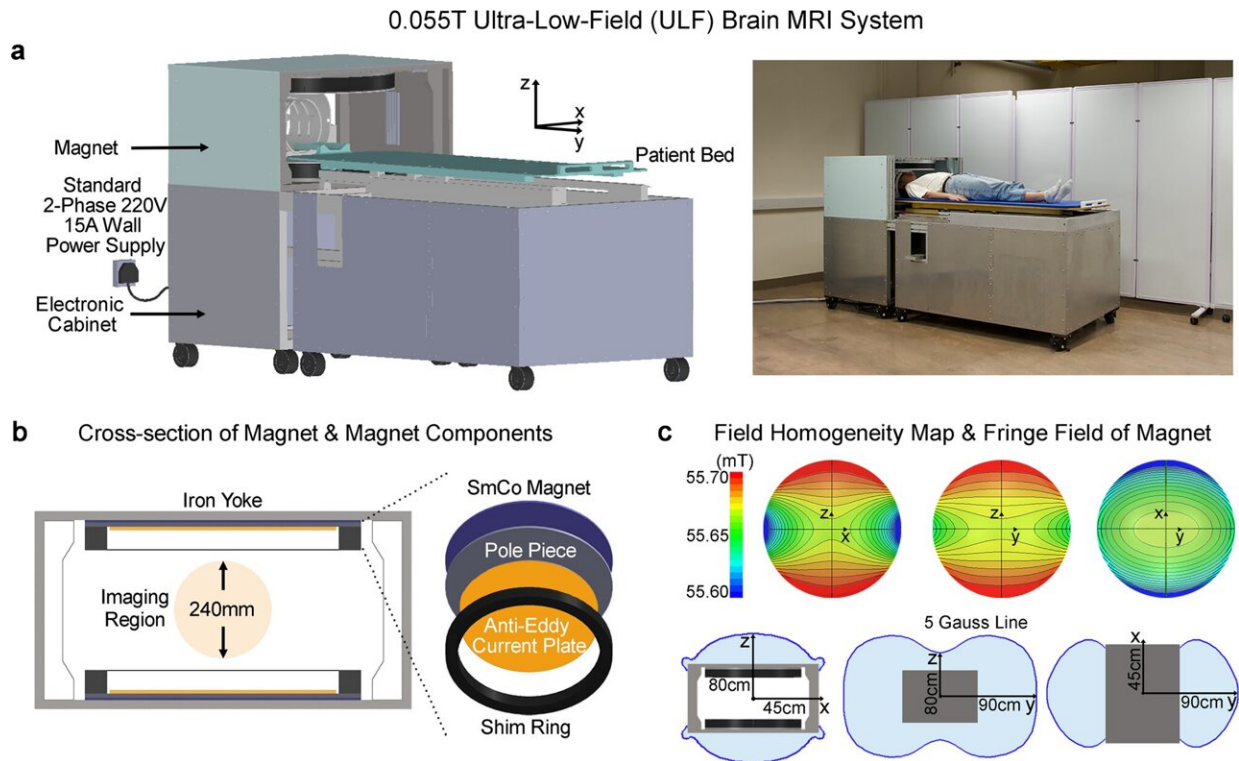 0.055T Ultra-Low-Field (ULF) Brain MRI System
a
Magnet
Standard
2-Phase 220V
15A Wall
Power Supply
Electronic
Cabinet
z
x
y
Patient Bed
b
Cross-section of Magnet & Magnet Components
Iron Yoke
Imaging
Region
240mm
SmCo Magnet
Pole Piece
Anti-Eddy
Current Plate
Shim Ring
c
Field Homogeneity Map & Fringe Field of Magnet
(mT)
55.70
55.65
55.60
z
x
z
y
x
y
5 Gauss Line
z
80cm
45cm
x
z
80cm
90cm y
x
45cm
90cm y